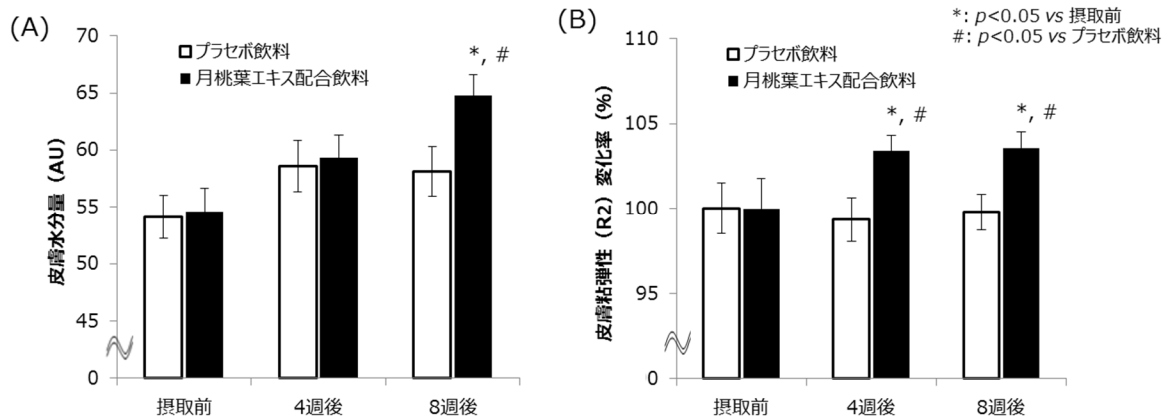 (A)
70
65
60
55
50
45
0
皮膚水分量（AU）
プラセボ飲料
月桃葉エキス配合飲料
*, #
摂取前
4週後
8週後
(B)
*: p<0.05 vs 摂取前
#: p<0.05 vs プラセボ飲料
110
105
100
95
0
皮膚粘弾性（R2）変化率（%）
プラセボ飲料
月桃葉エキス配合飲料
*, #
*, #
摂取前
4週後
8週後